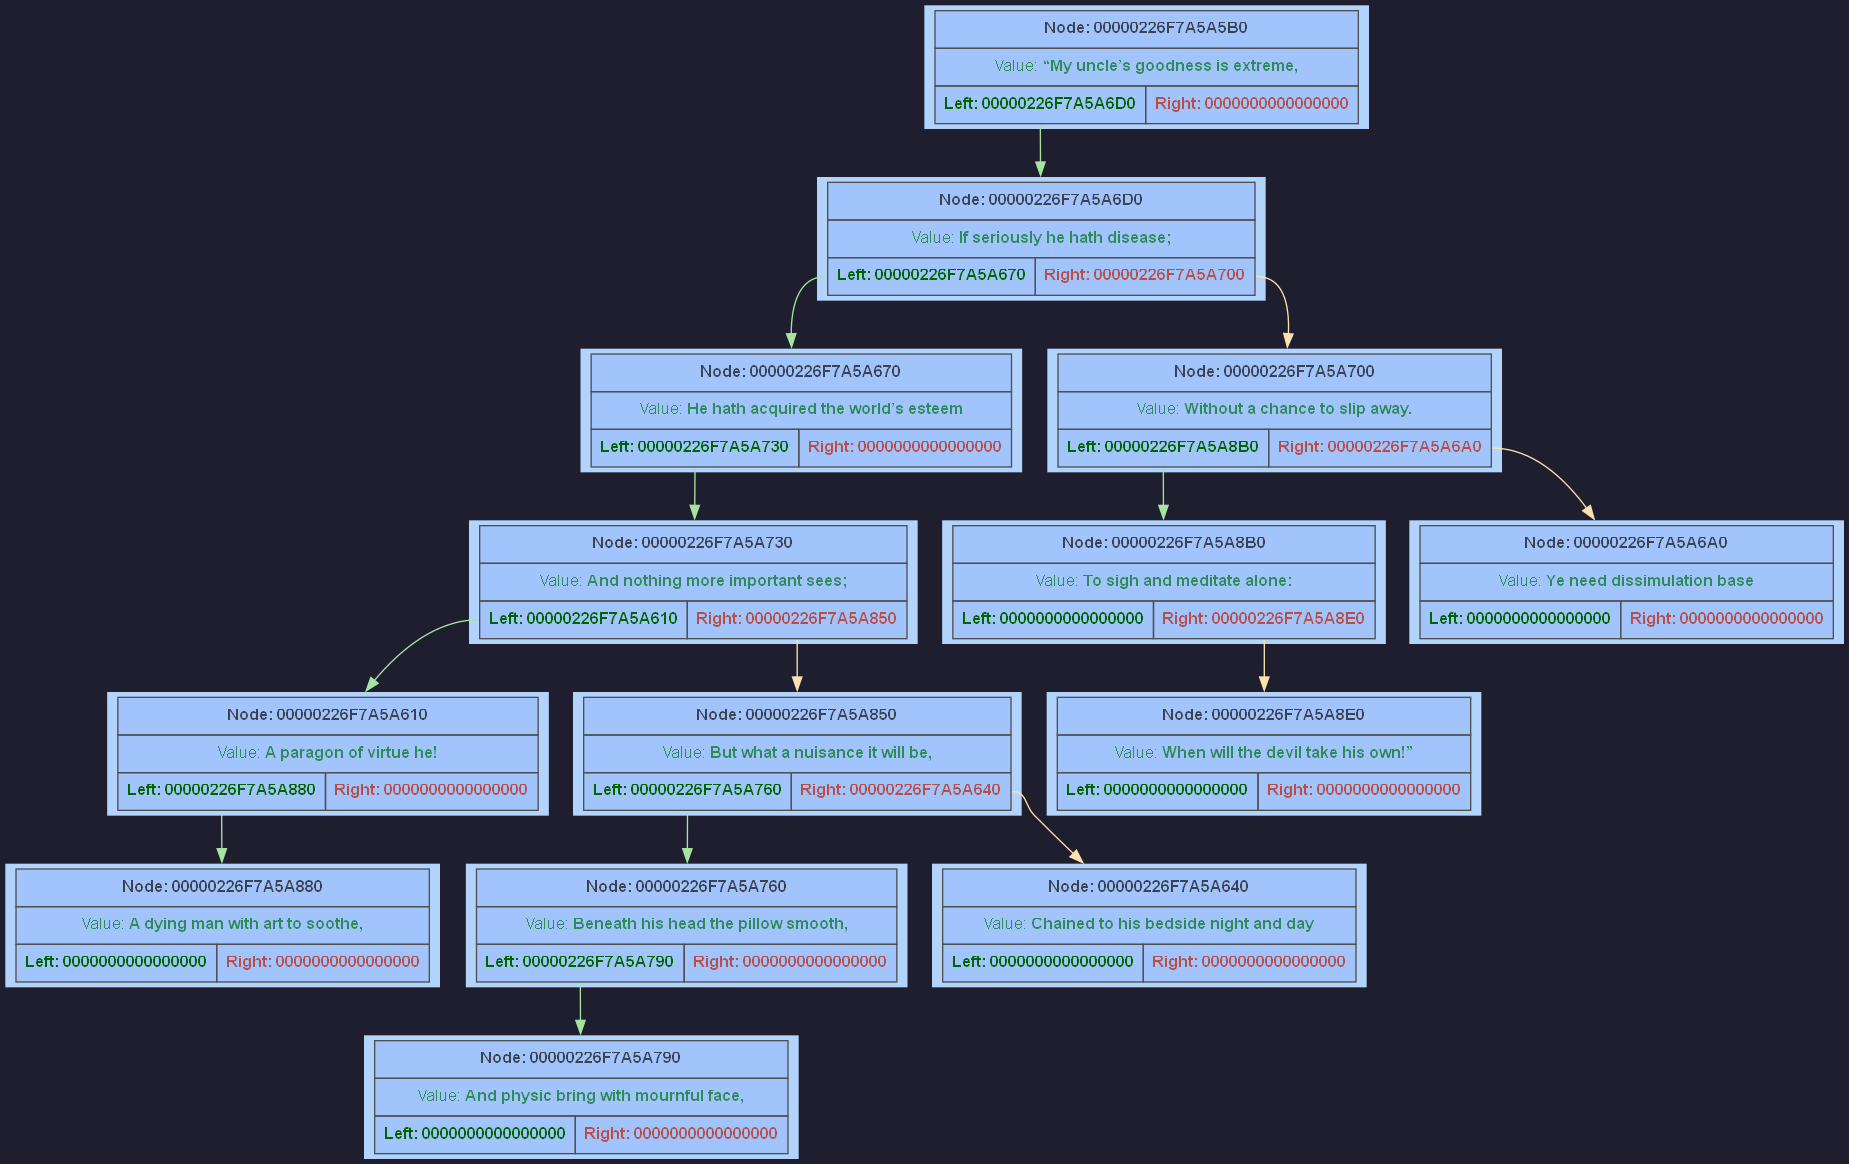 Node: 00000226F7A5A5B0
Value: “My uncle’s goodness is extreme,
Left: 00000226F7A5A6D0 Right: 0000000000000000
Node: 00000226F7A5A6D0
Value: If seriously he hath disease;
Left: 00000226F7A5A670 Right: 00000226F7A5A700
Node: 00000226F7A5A670
Value: He hath acquired the world’s esteem
Left: 00000226F7A5A730 Right: 0000000000000000
Node: 00000226F7A5A700
Value: Without a chance to slip away.
Left: 00000226F7A5A8B0 Right: 00000226F7A5A6A0
Node: 00000226F7A5A730
Value: And nothing more important sees;
Left: 00000226F7A5A610 Right: 00000226F7A5A850
Node: 00000226F7A5A8B0
Value: To sigh and meditate alone:
Left: 0000000000000000 Right: 00000226F7A5A8E0
Node: 00000226F7A5A6A0
Value: Ye need dissimulation base
Left: 0000000000000000 Right: 0000000000000000
Node: 00000226F7A5A610
Value: A paragon of virtue he!
Left: 00000226F7A5A880 Right: 0000000000000000
Node: 00000226F7A5A850
Value: But what a nuisance it will be,
Left: 00000226F7A5A760 Right: 00000226F7A5A640
Node: 00000226F7A5A8E0
Value: When will the devil take his own!”
Left: 0000000000000000 Right: 0000000000000000
Node: 00000226F7A5A880
Value: A dying man with art to soothe,
Left: 0000000000000000 Right: 0000000000000000
Node: 00000226F7A5A760
Value: Beneath his head the pillow smooth,
Left: 00000226F7A5A790 Right: 0000000000000000
Node: 00000226F7A5A640
Value: Chained to his bedside night and day
Left: 0000000000000000 Right: 0000000000000000
Node: 00000226F7A5A790
Value: And physic bring with mournful face,
Left: 0000000000000000 Right: 0000000000000000